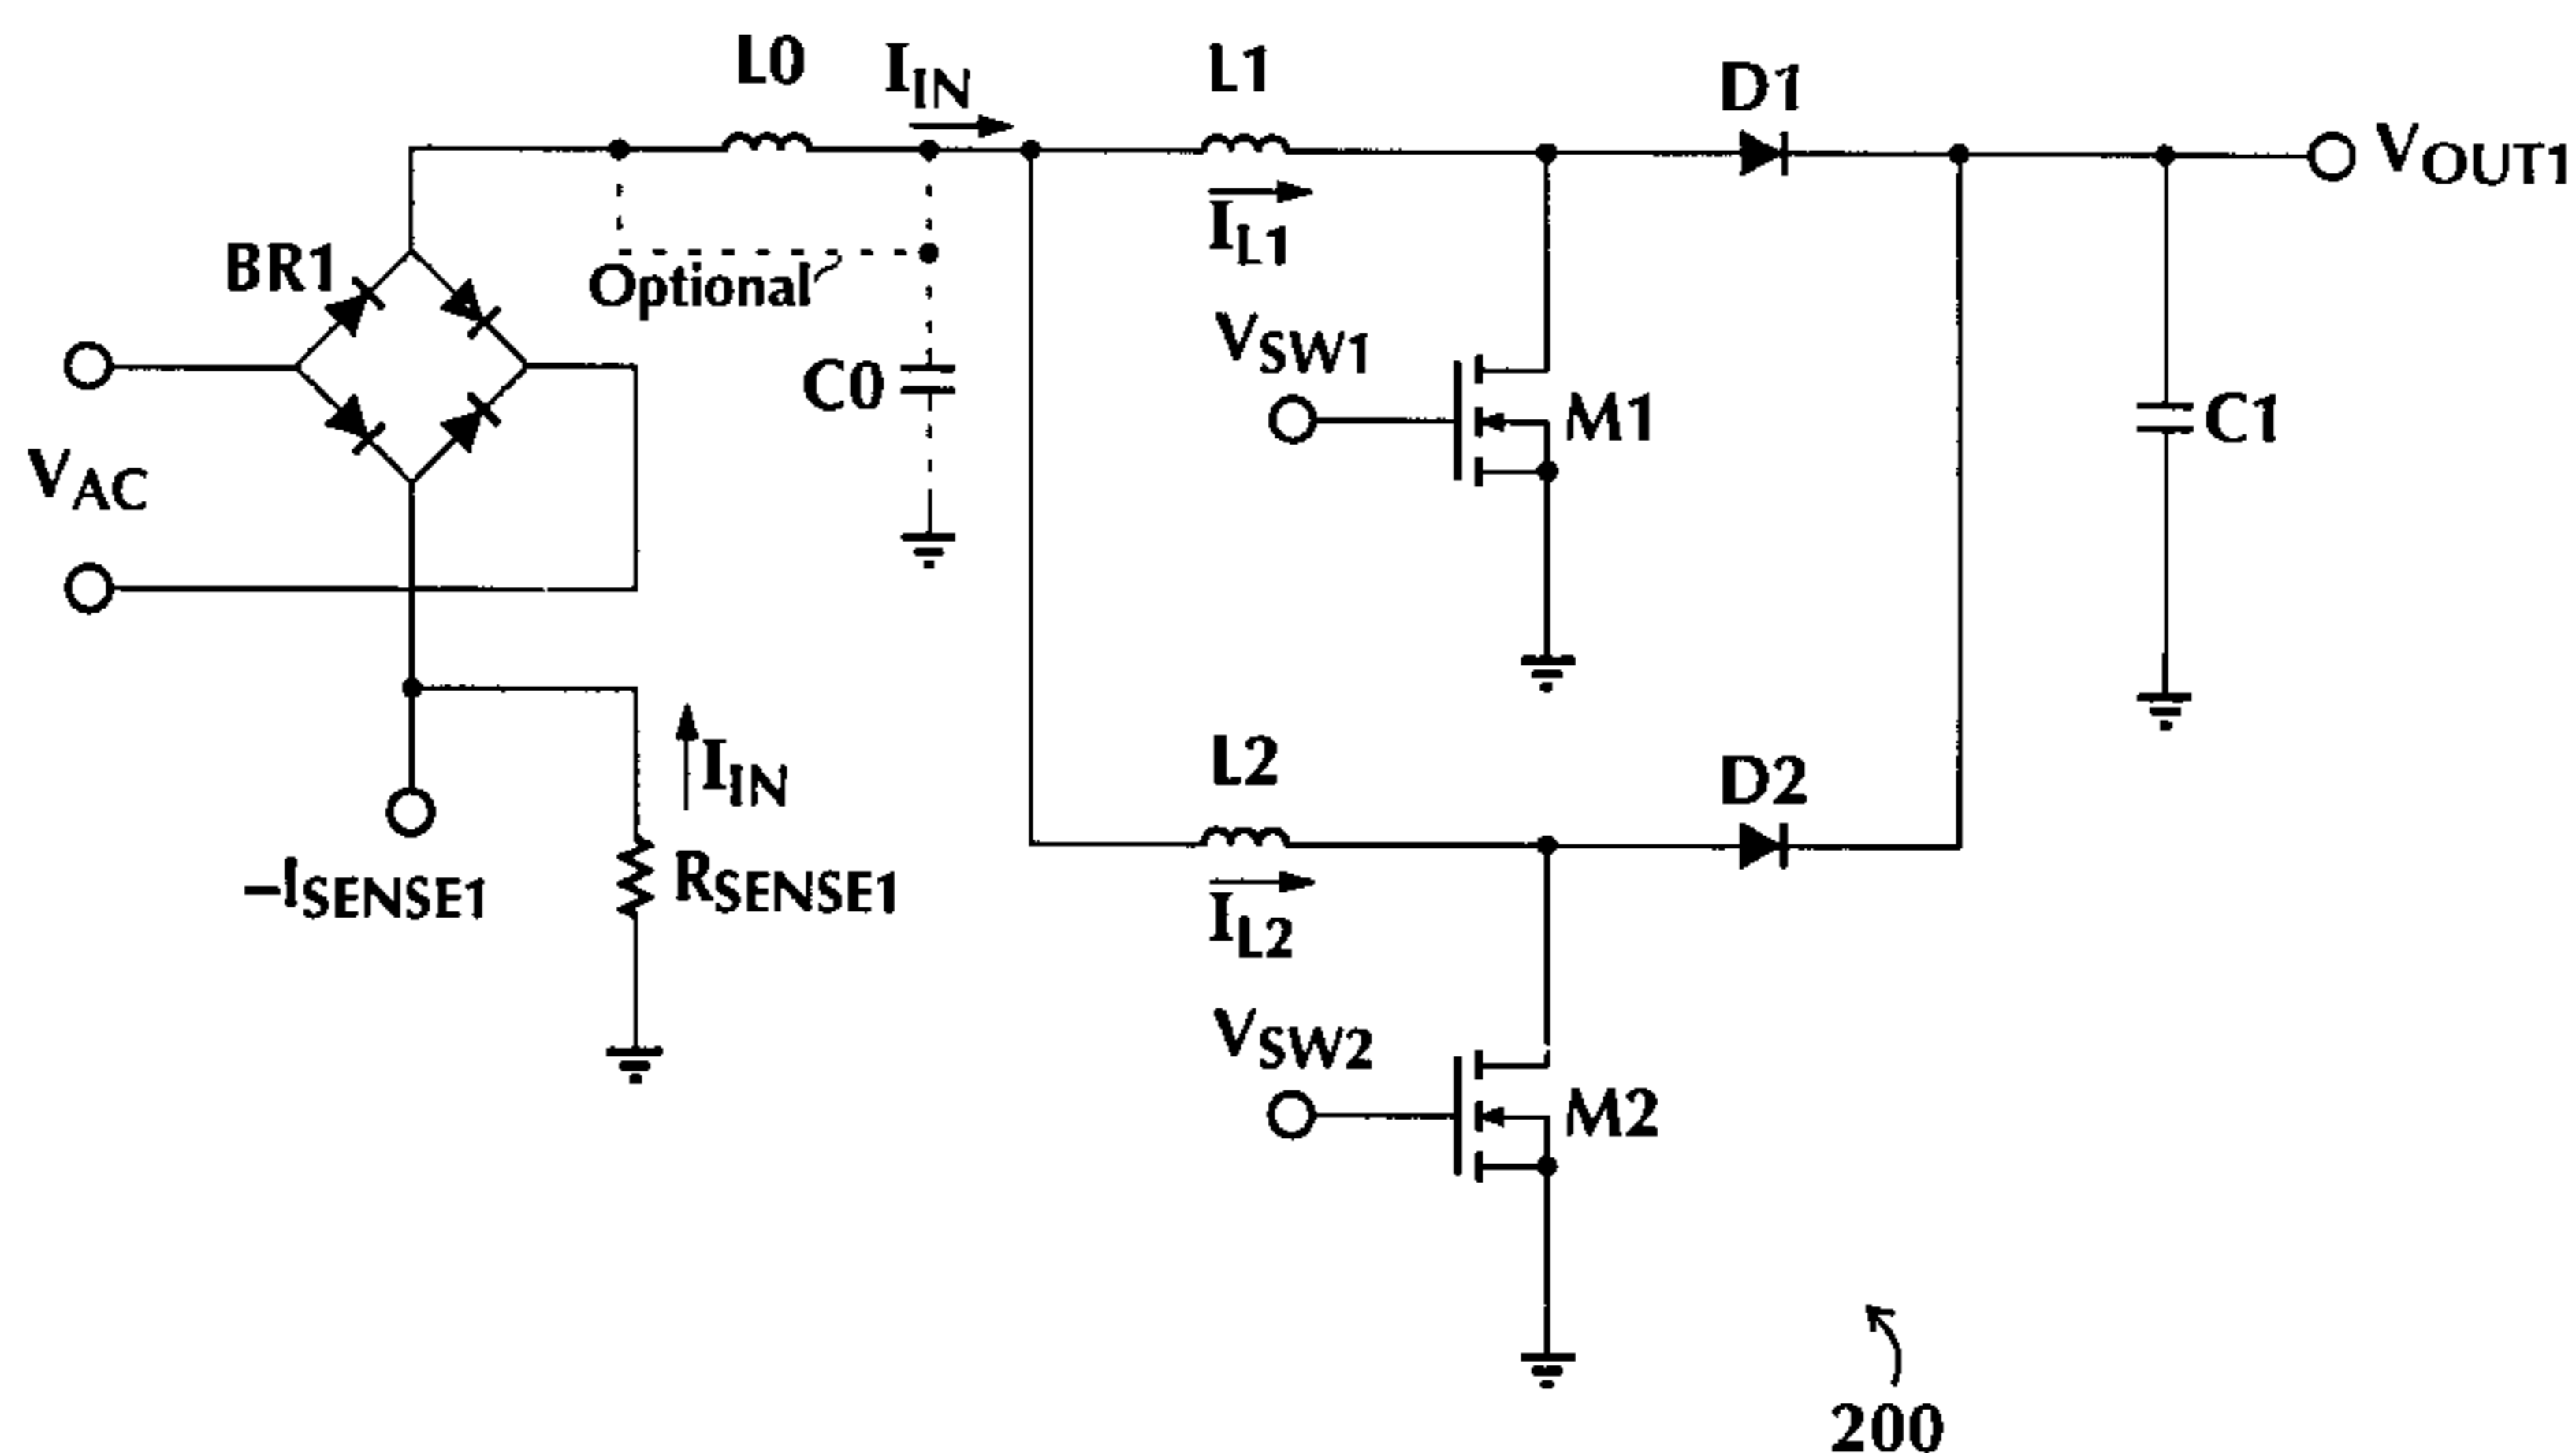 L0
I_IN
L1
D1
V_OUT1
I_L1
BR1
Optional
V_SW1
C0
M1
C1
V_AC
I_IN
L2
D2
R_SENSE1
–I_SENSE1
I_L2
V_SW2
M2
200